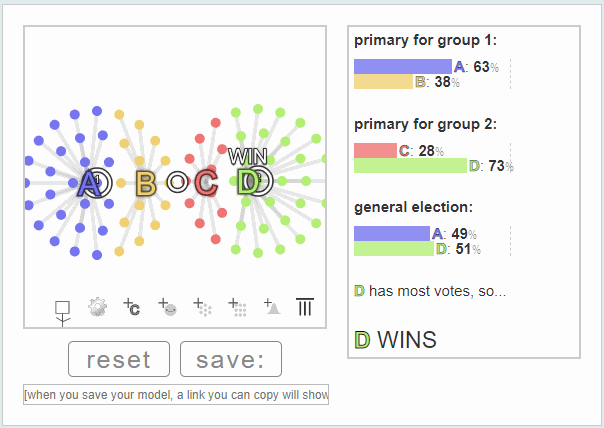 primary for group 1:
A: 63%
B: 38%
primary for group 2:
C: 28%
D: 73%
general election:
A: 49%
D: 51%
D has most votes, so...
D WINS
WIN
A B C D
+C + + + +
reset save:
[when you save your model, a link you can copy will show